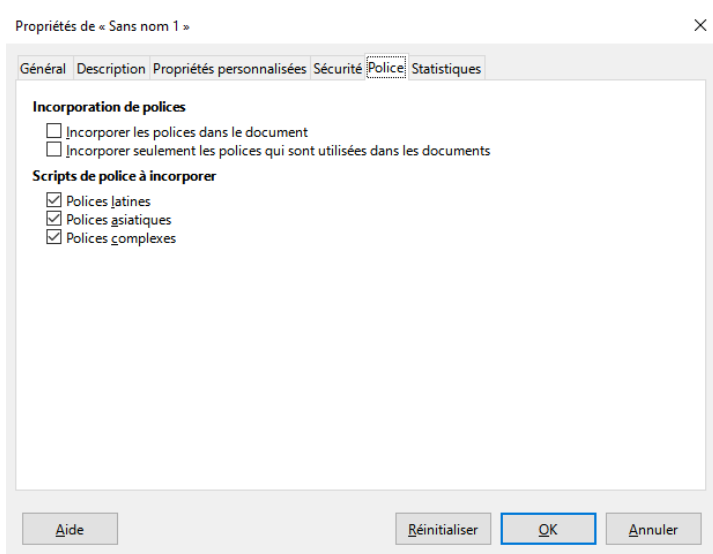 Propriétés de « Sans nom 1 »
Général Description Propriétés personnalisées Sécurité Police Statistiques
Incorporation de polices
Incorporer les polices dans le document
Incorporer seulement les polices qui sont utilisées dans les documents
Scripts de police à incorporer
Polices latines
Polices asiatiques
Polices complexes
Aide Réinitialiser OK Annuler